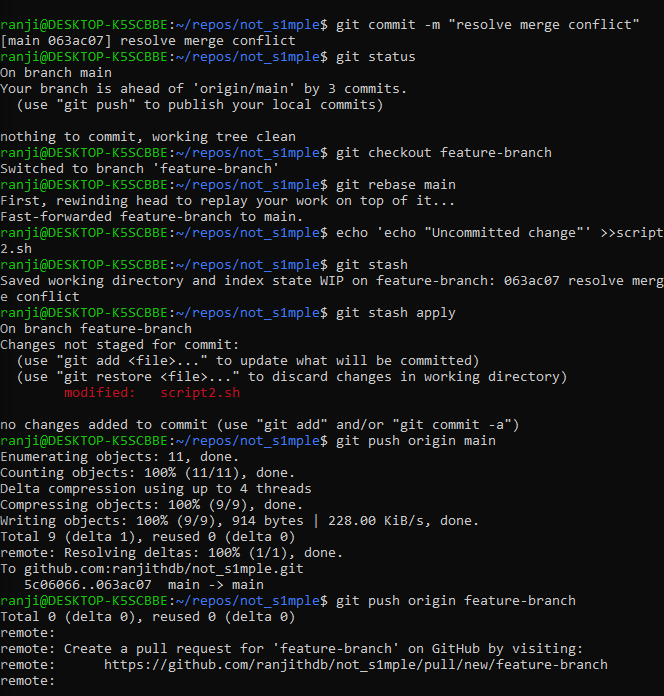 ranji@DESKTOP-K5SCBBE:~/repos/not_s1mple$ git commit -m "resolve merge conflict"
[main 063ac07] resolve merge conflict
ranji@DESKTOP-K5SCBBE:~/repos/not_s1mple$ git status
On branch main
Your branch is ahead of 'origin/main' by 3 commits.
  (use "git push" to publish your local commits)

nothing to commit, working tree clean
ranji@DESKTOP-K5SCBBE:~/repos/not_s1mple$ git checkout feature-branch
Switched to branch 'feature-branch'
ranji@DESKTOP-K5SCBBE:~/repos/not_s1mple$ git rebase main
First, rewinding head to replay your work on top of it...
Fast-forwarded feature-branch to main.
ranji@DESKTOP-K5SCBBE:~/repos/not_s1mple$ echo 'echo "Uncommitted change"' >>script
2.sh
ranji@DESKTOP-K5SCBBE:~/repos/not_s1mple$ git stash
Saved working directory and index state WIP on feature-branch: 063ac07 resolve merg
e conflict
ranji@DESKTOP-K5SCBBE:~/repos/not_s1mple$ git stash apply
On branch feature-branch
Changes not staged for commit:
  (use "git add <file>..." to update what will be committed)
  (use "git restore <file>..." to discard changes in working directory)
        modified:   script2.sh

no changes added to commit (use "git add" and/or "git commit -a")
ranji@DESKTOP-K5SCBBE:~/repos/not_s1mple$ git push origin main
Enumerating objects: 11, done.
Counting objects: 100% (11/11), done.
Delta compression using up to 4 threads
Compressing objects: 100% (9/9), done.
Writing objects: 100% (9/9), 914 bytes | 228.00 KiB/s, done.
Total 9 (delta 1), reused 0 (delta 0)
remote: Resolving deltas: 100% (1/1), done.
To github.com:ranjithdb/not_s1mple.git
   5c06066..063ac07  main -> main
ranji@DESKTOP-K5SCBBE:~/repos/not_s1mple$ git push origin feature-branch
Total 0 (delta 0), reused 0 (delta 0)
remote:
remote: Create a pull request for 'feature-branch' on GitHub by visiting:
remote:      https://github.com/ranjithdb/not_s1mple/pull/new/feature-branch
remote: